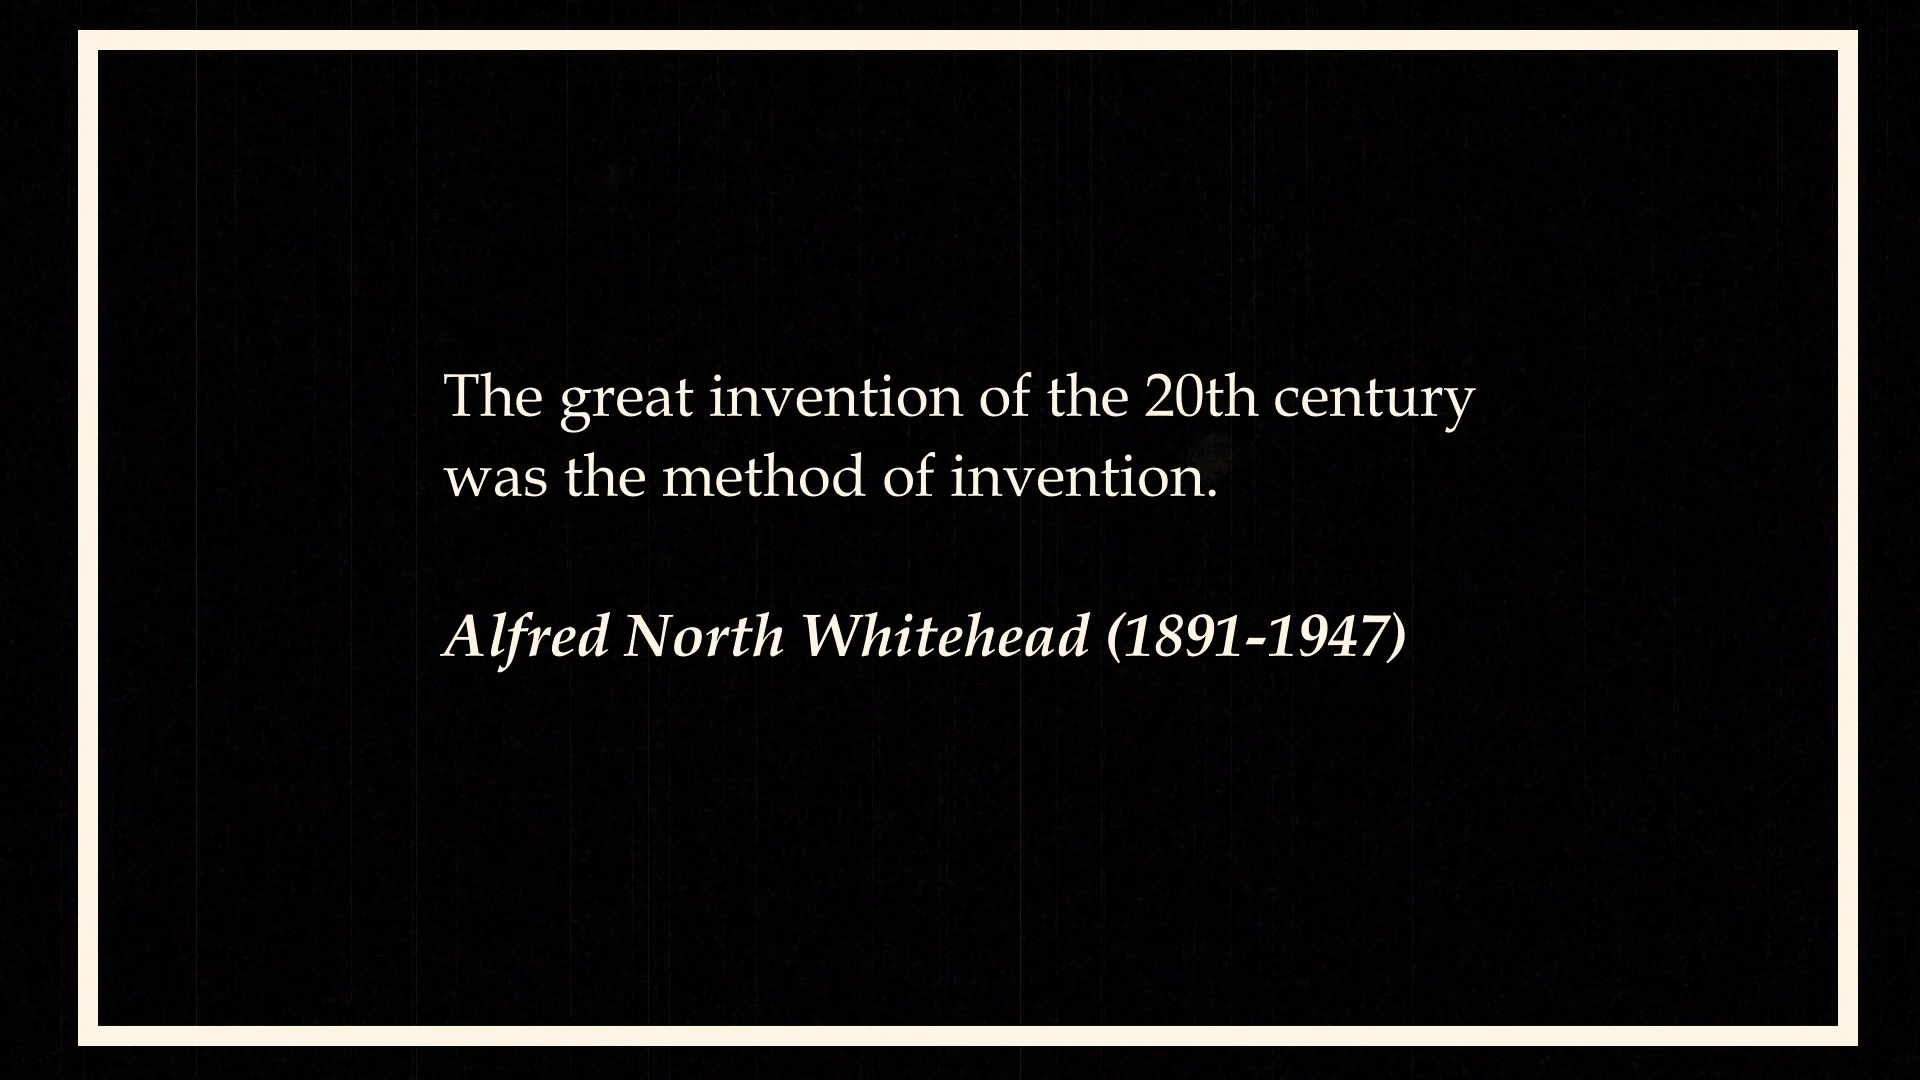 The great invention of the 20th century
was the method of invention.
Alfred North Whitehead (1891-1947)